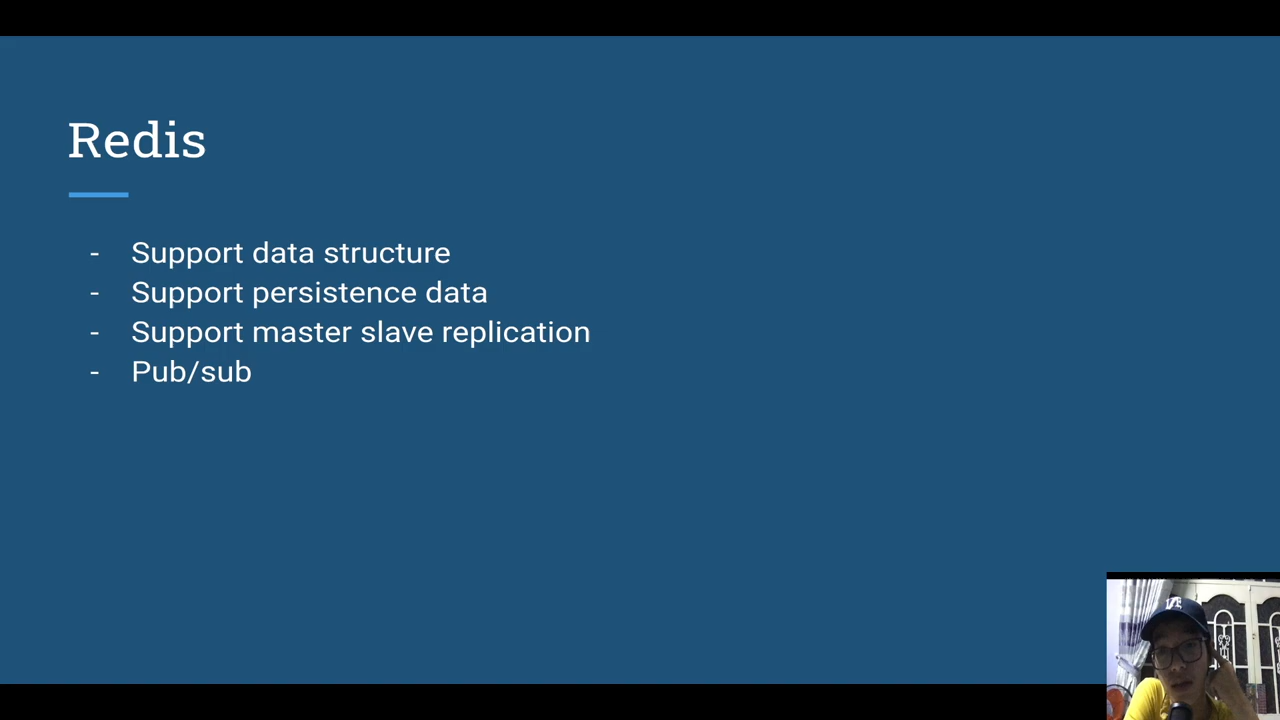 Redis
- Support data structure
- Support persistence data
- Support master slave replication
- Pub/sub